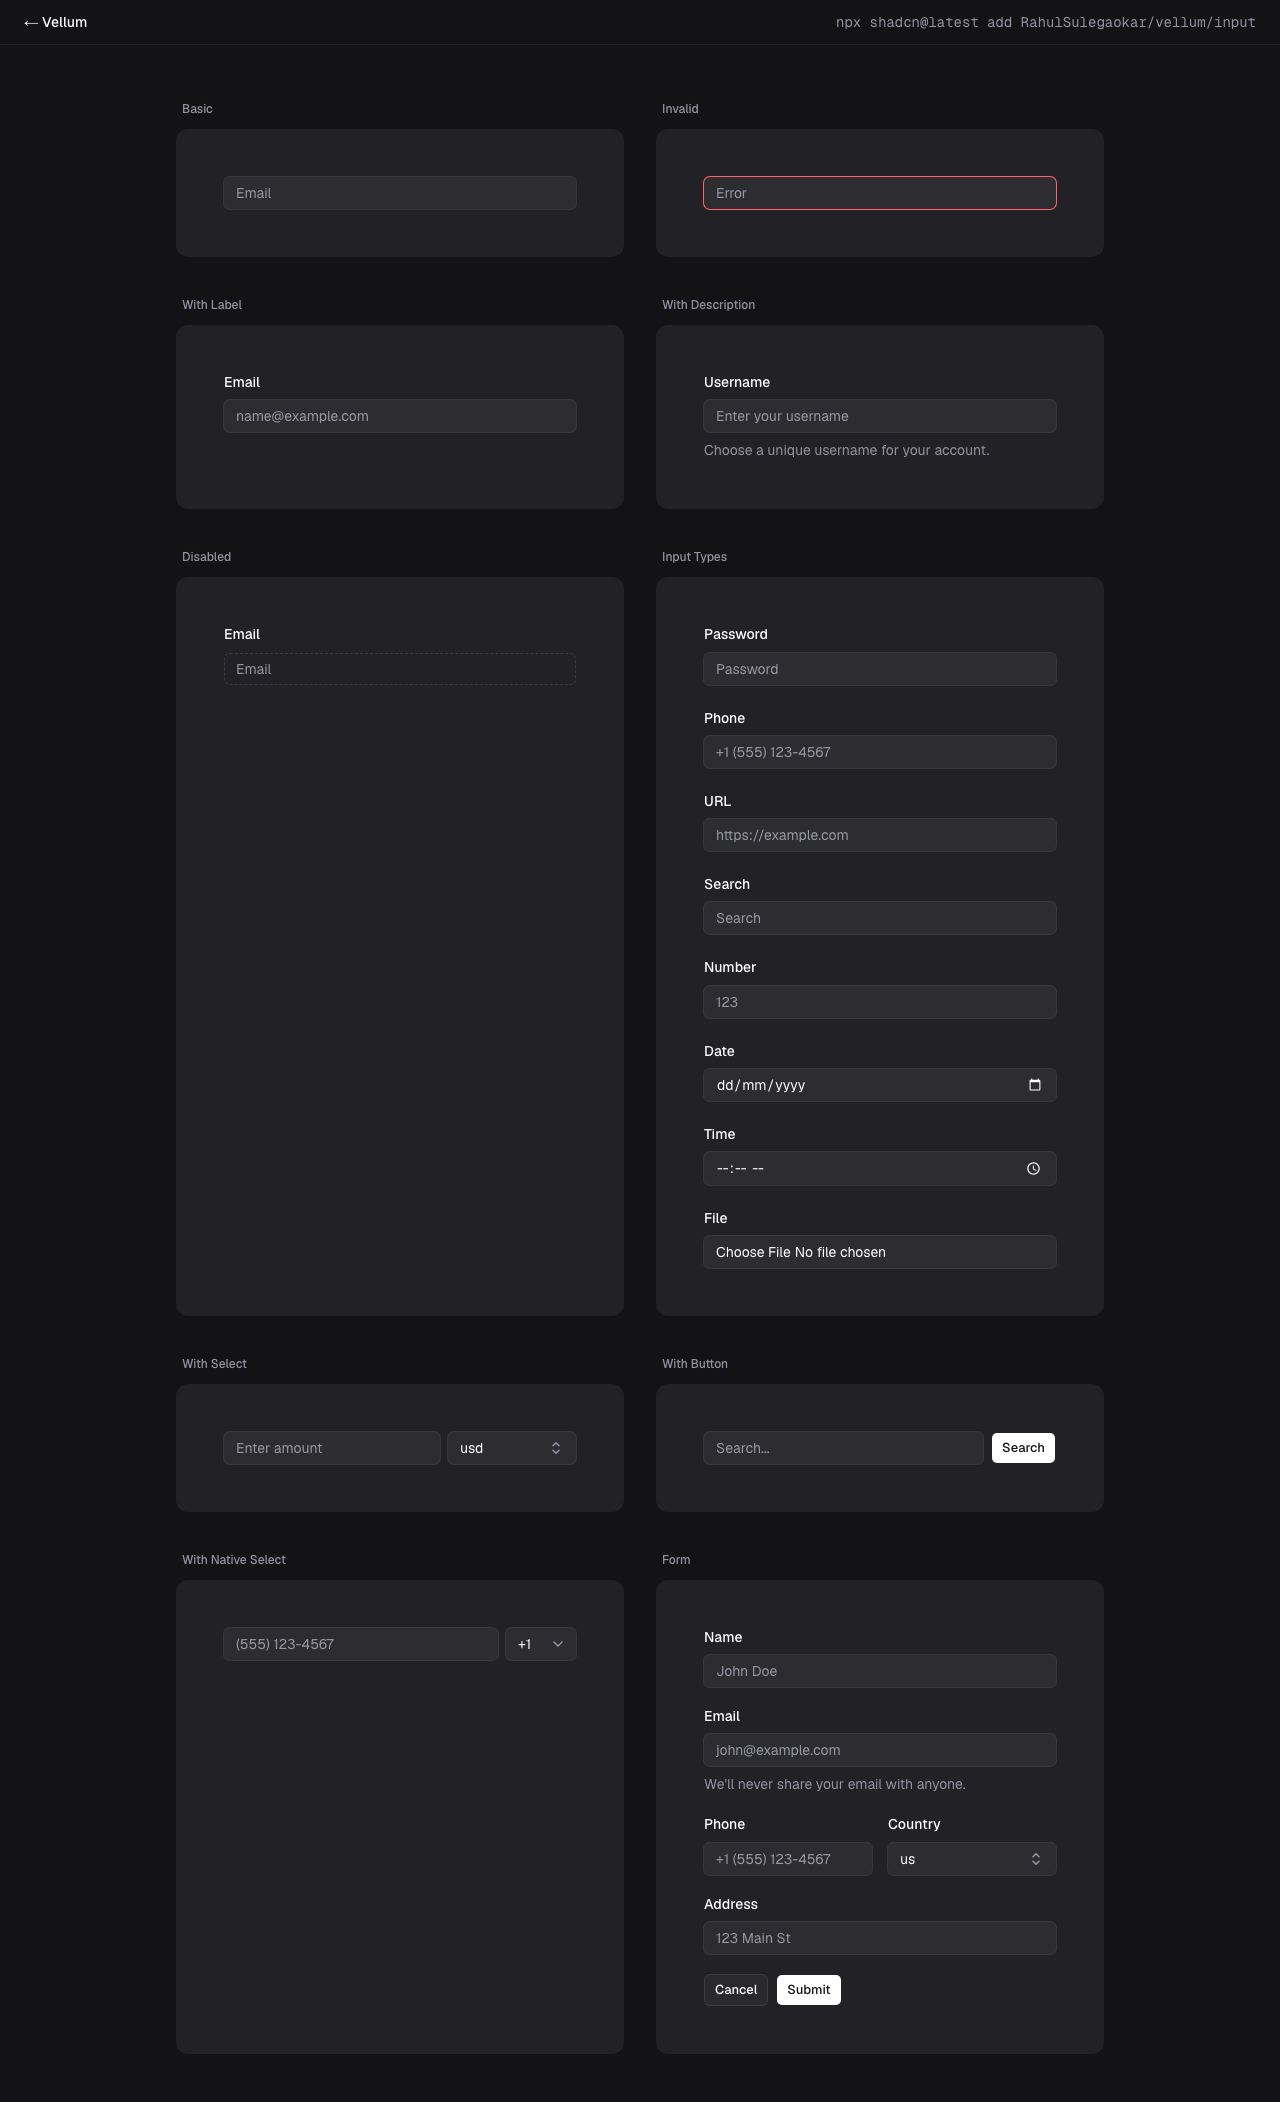 ← Vellum
npx shadcn@latest add RahulSulegaokar/vellum/input
Basic
Email
Invalid
Error
With Label
Email
name@example.com
With Description
Username
Enter your username
Choose a unique username for your account.
Disabled
Email
Email
Input Types
Password
Password
Phone
+1 (555) 123-4567
URL
https://example.com
Search
Search
Number
123
Date
dd/mm/yyyy
Time
--:-- --
File
Choose File No file chosen
With Select
Enter amount
usd
With Button
Search...
Search
With Native Select
(555) 123-4567
+1
Form
Name
John Doe
Email
john@example.com
We'll never share your email with anyone.
Phone
+1 (555) 123-4567
Country
us
Address
123 Main St
Cancel
Submit